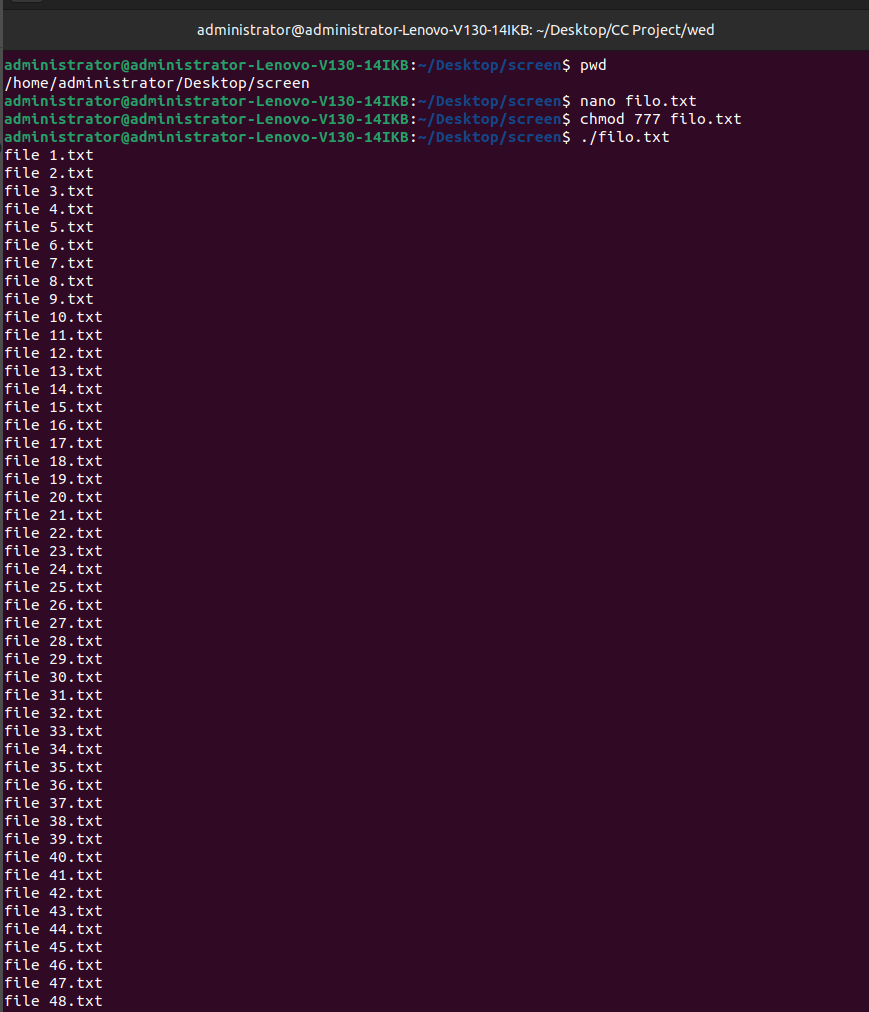 administrator@administrator-Lenovo-V130-14IKB: ~/Desktop/CC Project/wed
administrator@administrator-Lenovo-V130-14IKB:~/Desktop/screen$ pwd
/home/administrator/Desktop/screen
administrator@administrator-Lenovo-V130-14IKB:~/Desktop/screen$ nano filo.txt
administrator@administrator-Lenovo-V130-14IKB:~/Desktop/screen$ chmod 777 filo.txt
administrator@administrator-Lenovo-V130-14IKB:~/Desktop/screen$ ./filo.txt
file 1.txt
file 2.txt
file 3.txt
file 4.txt
file 5.txt
file 6.txt
file 7.txt
file 8.txt
file 9.txt
file 10.txt
file 11.txt
file 12.txt
file 13.txt
file 14.txt
file 15.txt
file 16.txt
file 17.txt
file 18.txt
file 19.txt
file 20.txt
file 21.txt
file 22.txt
file 23.txt
file 24.txt
file 25.txt
file 26.txt
file 27.txt
file 28.txt
file 29.txt
file 30.txt
file 31.txt
file 32.txt
file 33.txt
file 34.txt
file 35.txt
file 36.txt
file 37.txt
file 38.txt
file 39.txt
file 40.txt
file 41.txt
file 42.txt
file 43.txt
file 44.txt
file 45.txt
file 46.txt
file 47.txt
file 48.txt